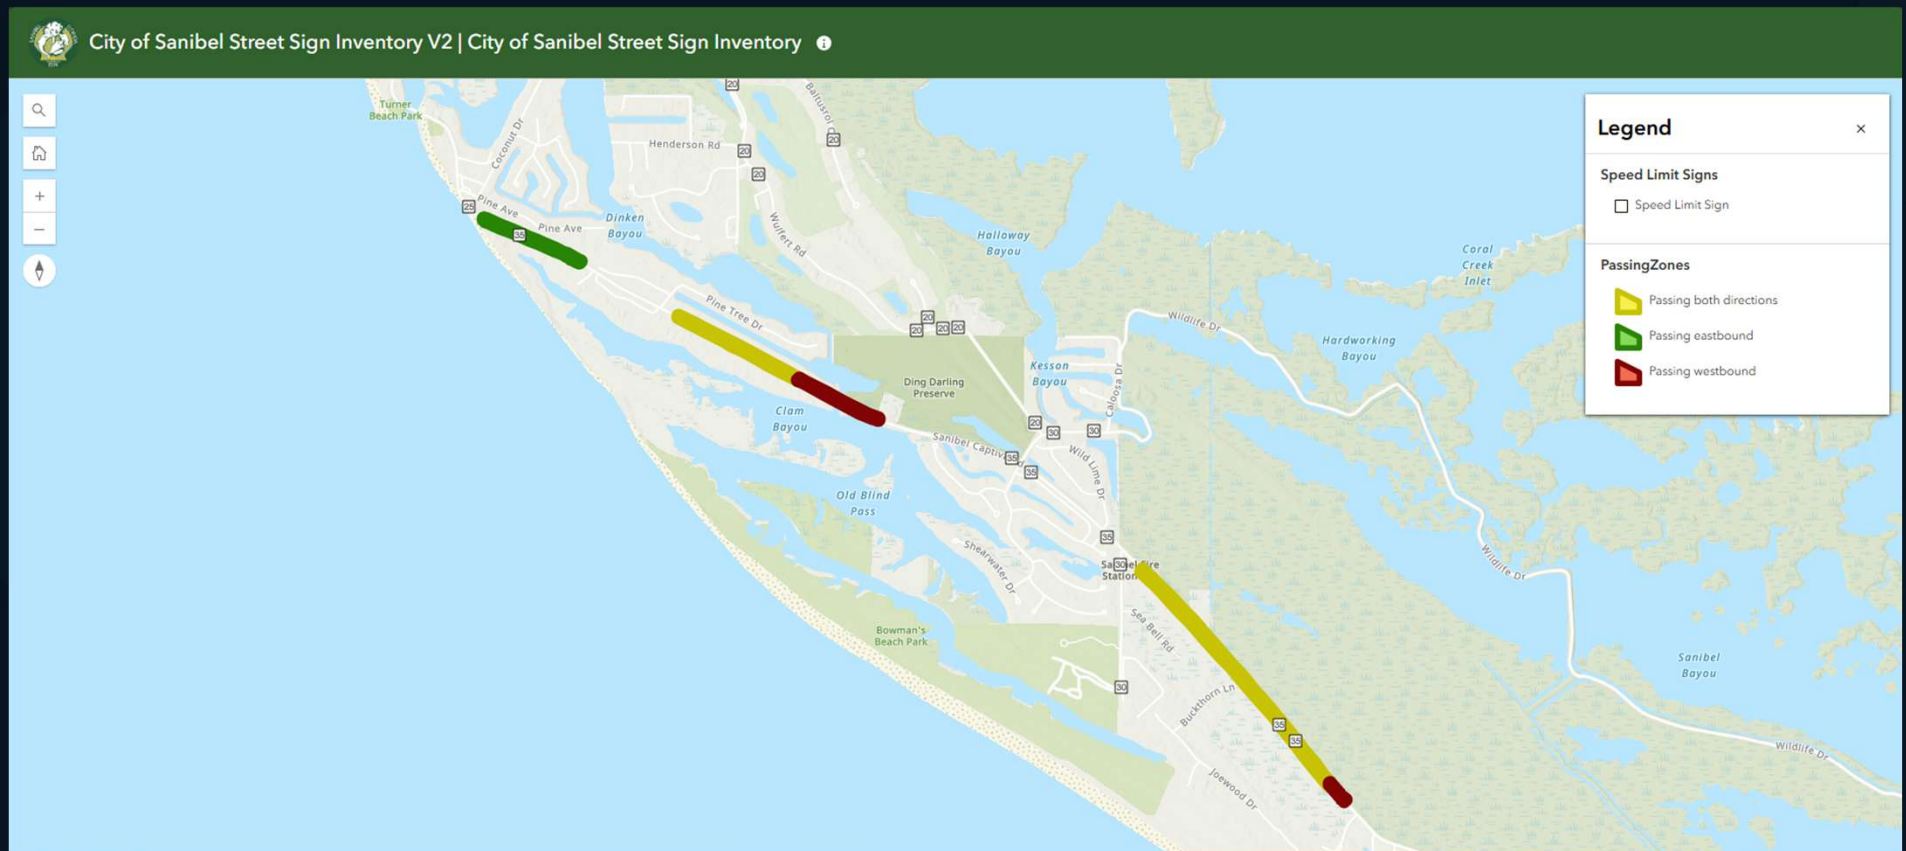 City of Sanibel Street Sign Inventory V2 | City of Sanibel Street Sign Inventory
Legend
Speed Limit Signs
Speed Limit Sign
PassingZones
Passing both directions
Passing eastbound
Passing westbound
20
Turner
Beach Park
Coconut Dr
Henderson Rd
20
20
20
25
Pine Ave
Pine Ave
35
Dinken
Bayou
Wulfert Rd
Halloway
Bayou
Coral
Creek
Inlet
Pine Tree Dr
20
20
20
20
Wildlife Dr
Hardworking
Bayou
Kesson
Bayou
Caloosa Dr
Ding Darling
Preserve
Clam
Bayou
20
30
30
Sanibel
35
35
Wild Lime Dr
Old Blind
Pass
35
30
Station
Shearwater Dr
Wildlife Dr
Sea Bell Rd
Bowman's
Beach Park
30
Buckthorn Ln
35
35
Sanibel
Bayou
Wildlife Dr
Joewood Dr